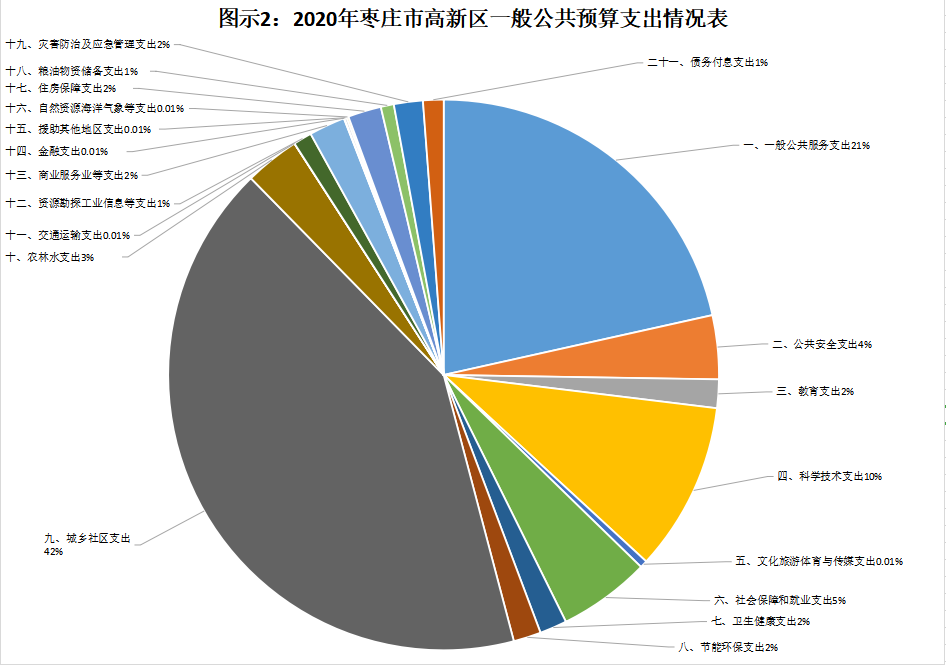 图示2：2020年枣庄市高新区一般公共预算支出情况表
十九、灾害防治及应急管理支出2%
二十一、债务付息支出1%
十八、粮油物资储备支出1%
十七、住房保障支出2%
十六、自然资源海洋气象等支出0.01%
十五、援助其他地区支出0.01%
十四、金融支出0.01%
一、一般公共服务支出21%
十三、商业服务业等支出2%
十二、资源勘探工业信息等支出1%
十一、交通运输支出0.01%
十、农林水支出3%
二、公共安全支出4%
三、教育支出2%
四、科学技术支出10%
九、城乡社区支出
42%
五、文化旅游体育与传媒支出0.01%
六、社会保障和就业支出5%
七、卫生健康支出2%
八、节能环保支出2%